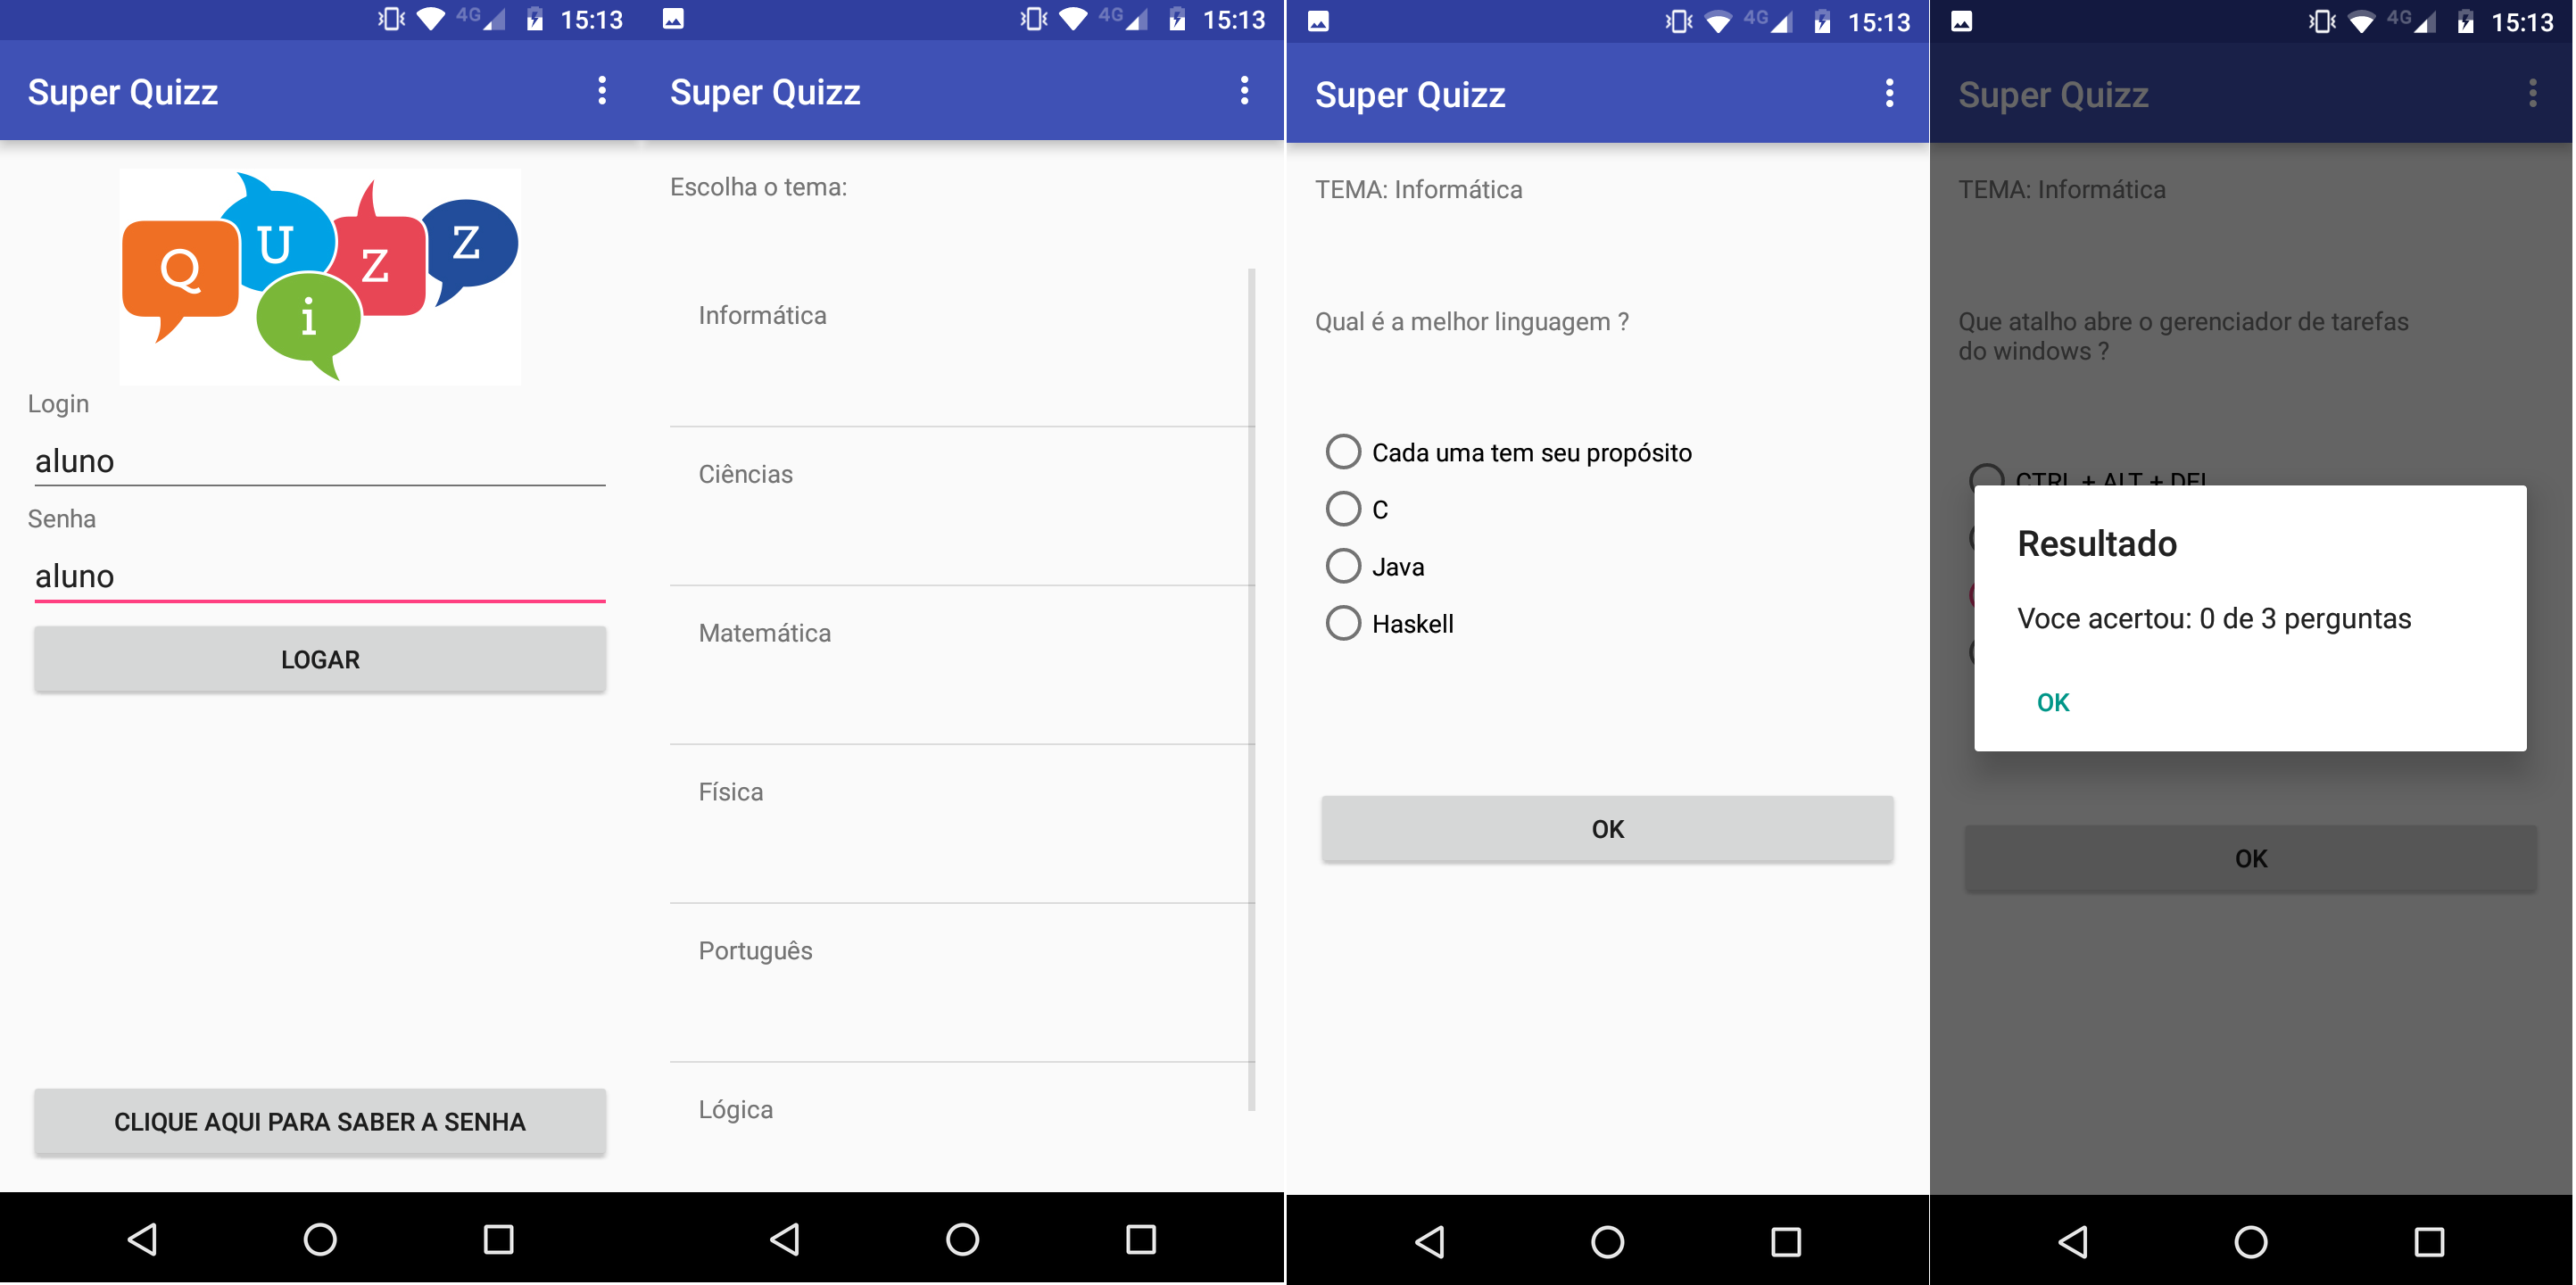 4G 15:13
Super Quizz
Q U i Z Z
Login
aluno
Senha
aluno
LOGAR
CLIQUE AQUI PARA SABER A SENHA
4G 15:13
Super Quizz
Escolha o tema:
Informática
Ciências
Matemática
Física
Português
Lógica
4G 15:13
Super Quizz
TEMA: Informática
Qual é a melhor linguagem ?
Cada uma tem seu propósito
C
Java
Haskell
OK
4G 15:13
Super Quizz
TEMA: Informática
Que atalho abre o gerenciador de tarefas
do windows ?
CTRL + ALT + DEL
Resultado
Voce acertou: 0 de 3 perguntas
OK
OK